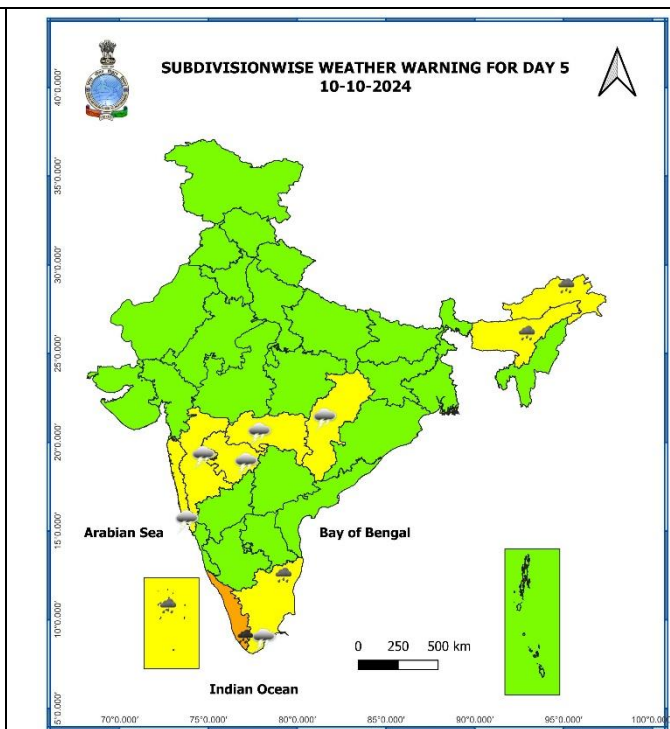 SUBDIVISIONWISE WEATHER WARNING FOR DAY 5
10-10-2024
40°0.000'
35°0.000'
30°0.000'
25°0.000'
20°0.000'
15°0.000'
10°0.000'
5°0.000'
Arabian Sea
Bay of Bengal
0 250 500 km
Indian Ocean
70°0.000' 75°0.000' 80°0.000' 85°0.000' 90°0.000' 95°0.000' 100°0.000'